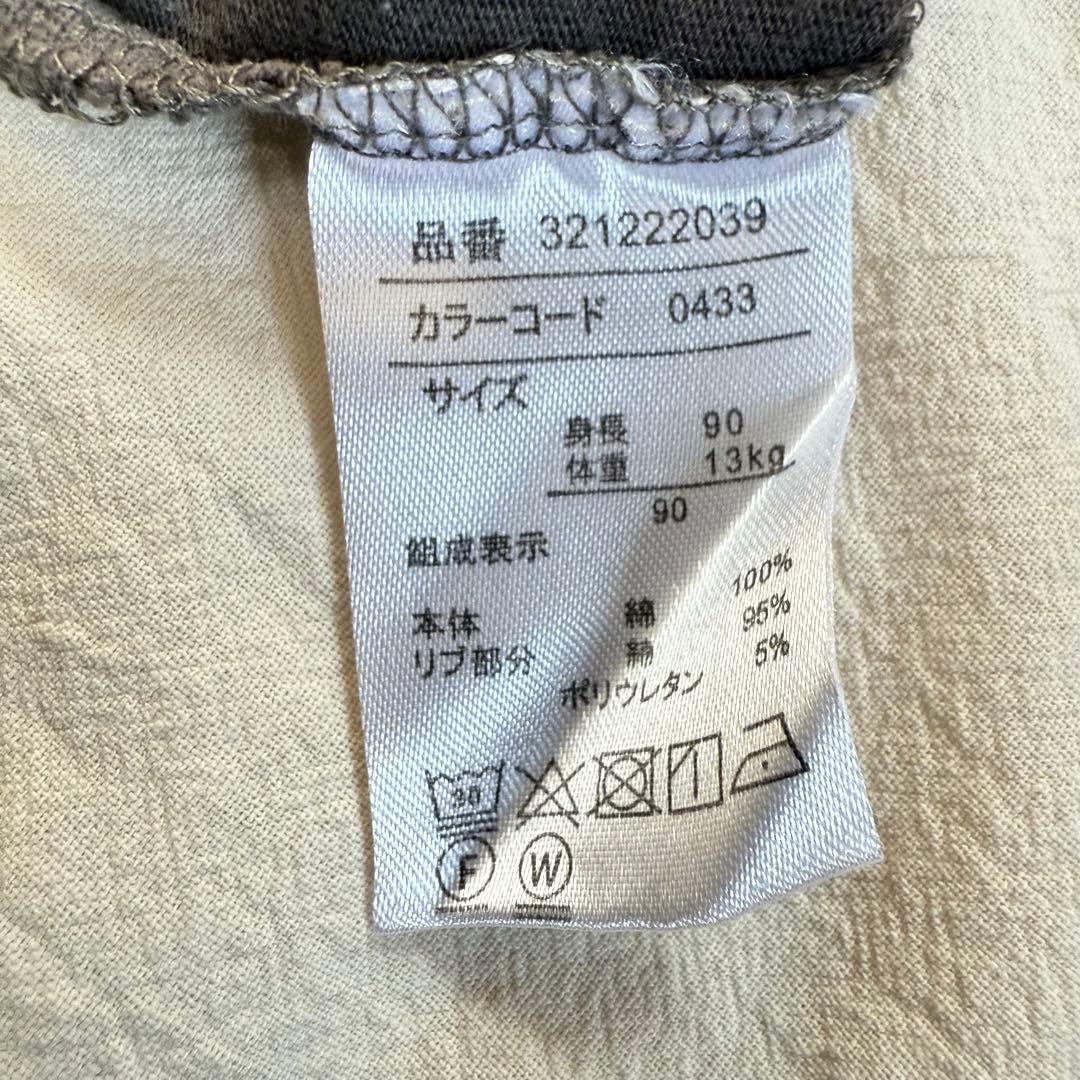 品番 321222039
カラーコード 0433
サイズ
身長 90
体重 13kg
90
組成表示
本体 綿 100%
リブ部分 綿 95%
ポリウレタン 5%
30
F W